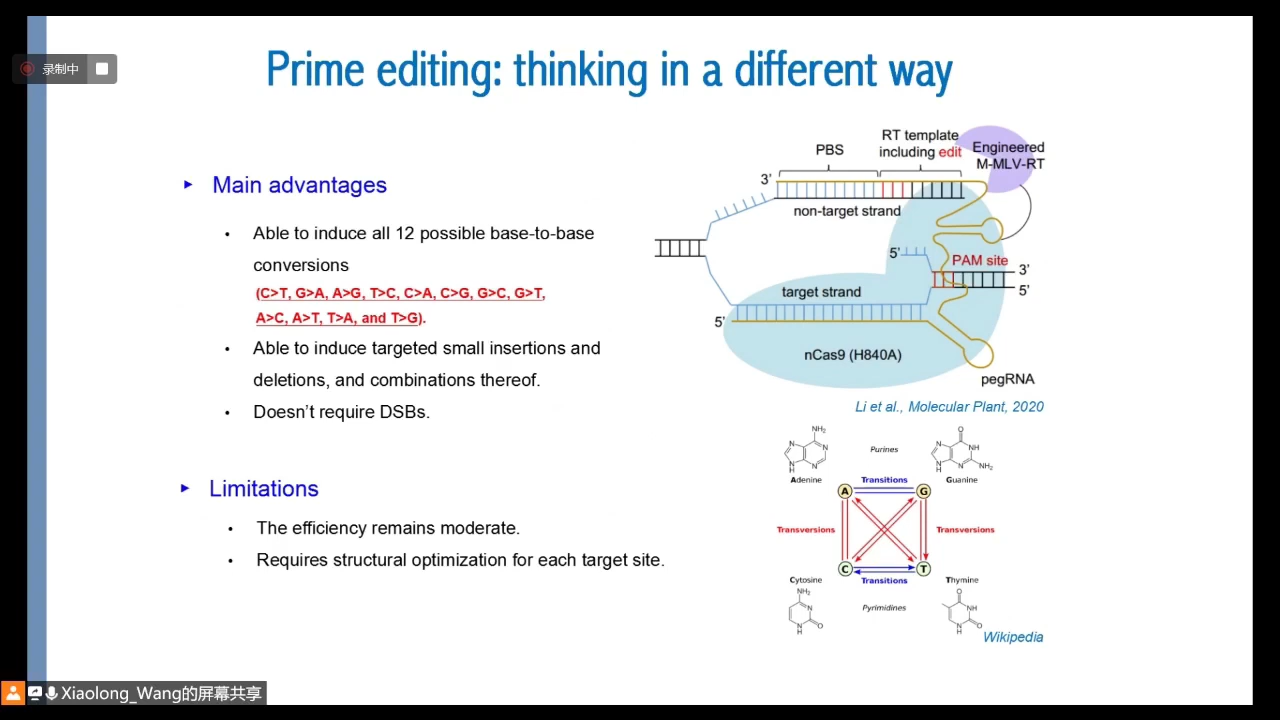 Prime editing: thinking in a different way
录制中
► Main advantages
• Able to induce all 12 possible base-to-base
conversions
(C>T, G>A, A>G, T>C, C>A, C>G, G>C, G>T,
A>C, A>T, T>A, and T>G).
• Able to induce targeted small insertions and
deletions, and combinations thereof.
• Doesn't require DSBs.
► Limitations
• The efficiency remains moderate.
• Requires structural optimization for each target site.
PBS
RT template
including edit
Engineered
M-MLV-RT
3'
non-target strand
5'
PAM site
3'
5'
target strand
5'
nCas9 (H840A)
pegRNA
Li et al., Molecular Plant, 2020
NH₂
N
N
N
H
N
Adenine
Purines
O
N
NH
N
H
N
NH₂
Guanine
Transitions
A
G
Transversions
Transversions
C
T
Transitions
Cytosine
NH₂
N
N
H
O
Pyrimidines
Thymine
O
NH
N
H
O
Wikipedia
Xiaolong_Wang的屏幕共享